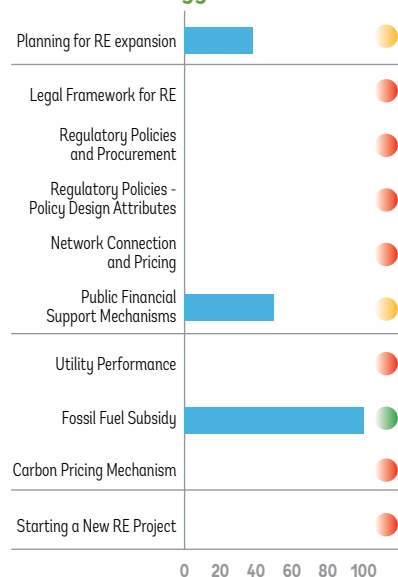 Planning for RE expansion
Legal Framework for RE
Regulatory Policies
and Procurement
Regulatory Policies -
Policy Design Attributes
Network Connection
and Pricing
Public Financial
Support Mechanisms
Utility Performance
Fossil Fuel Subsidy
Carbon Pricing Mechanism
Starting a New RE Project
0 20 40 60 80 100